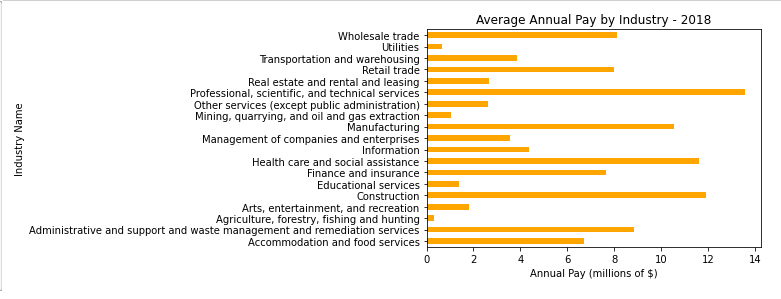 Average Annual Pay by Industry - 2018
Industry Name
Wholesale trade
Utilities
Transportation and warehousing
Retail trade
Real estate and rental and leasing
Professional, scientific, and technical services
Other services (except public administration)
Mining, quarrying, and oil and gas extraction
Manufacturing
Management of companies and enterprises
Information
Health care and social assistance
Finance and insurance
Educational services
Construction
Arts, entertainment, and recreation
Agriculture, forestry, fishing and hunting
Administrative and support and waste management and remediation services
Accommodation and food services
0 2 4 6 8 10 12 14
Annual Pay (millions of $)